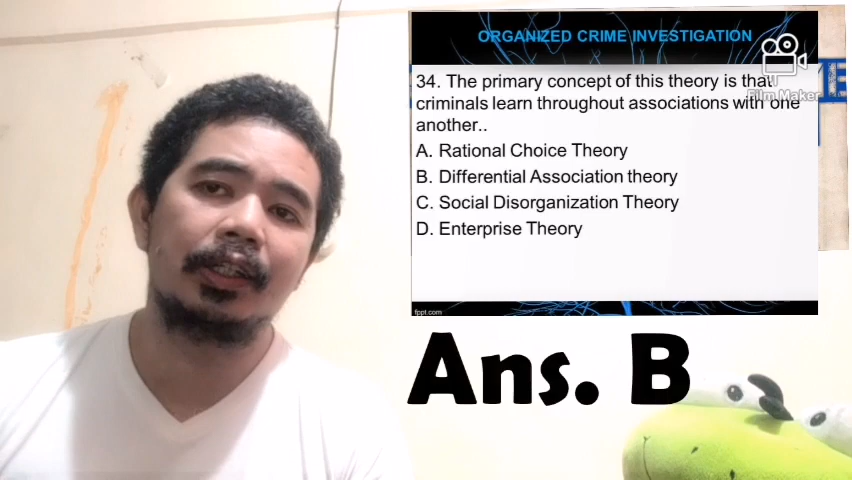 ORGANIZED CRIME INVESTIGATION
34. The primary concept of this theory is that
criminals learn throughout associations with one
another..
A. Rational Choice Theory
B. Differential Association theory
C. Social Disorganization Theory
D. Enterprise Theory
Film Maker
fppt.com
Ans. B